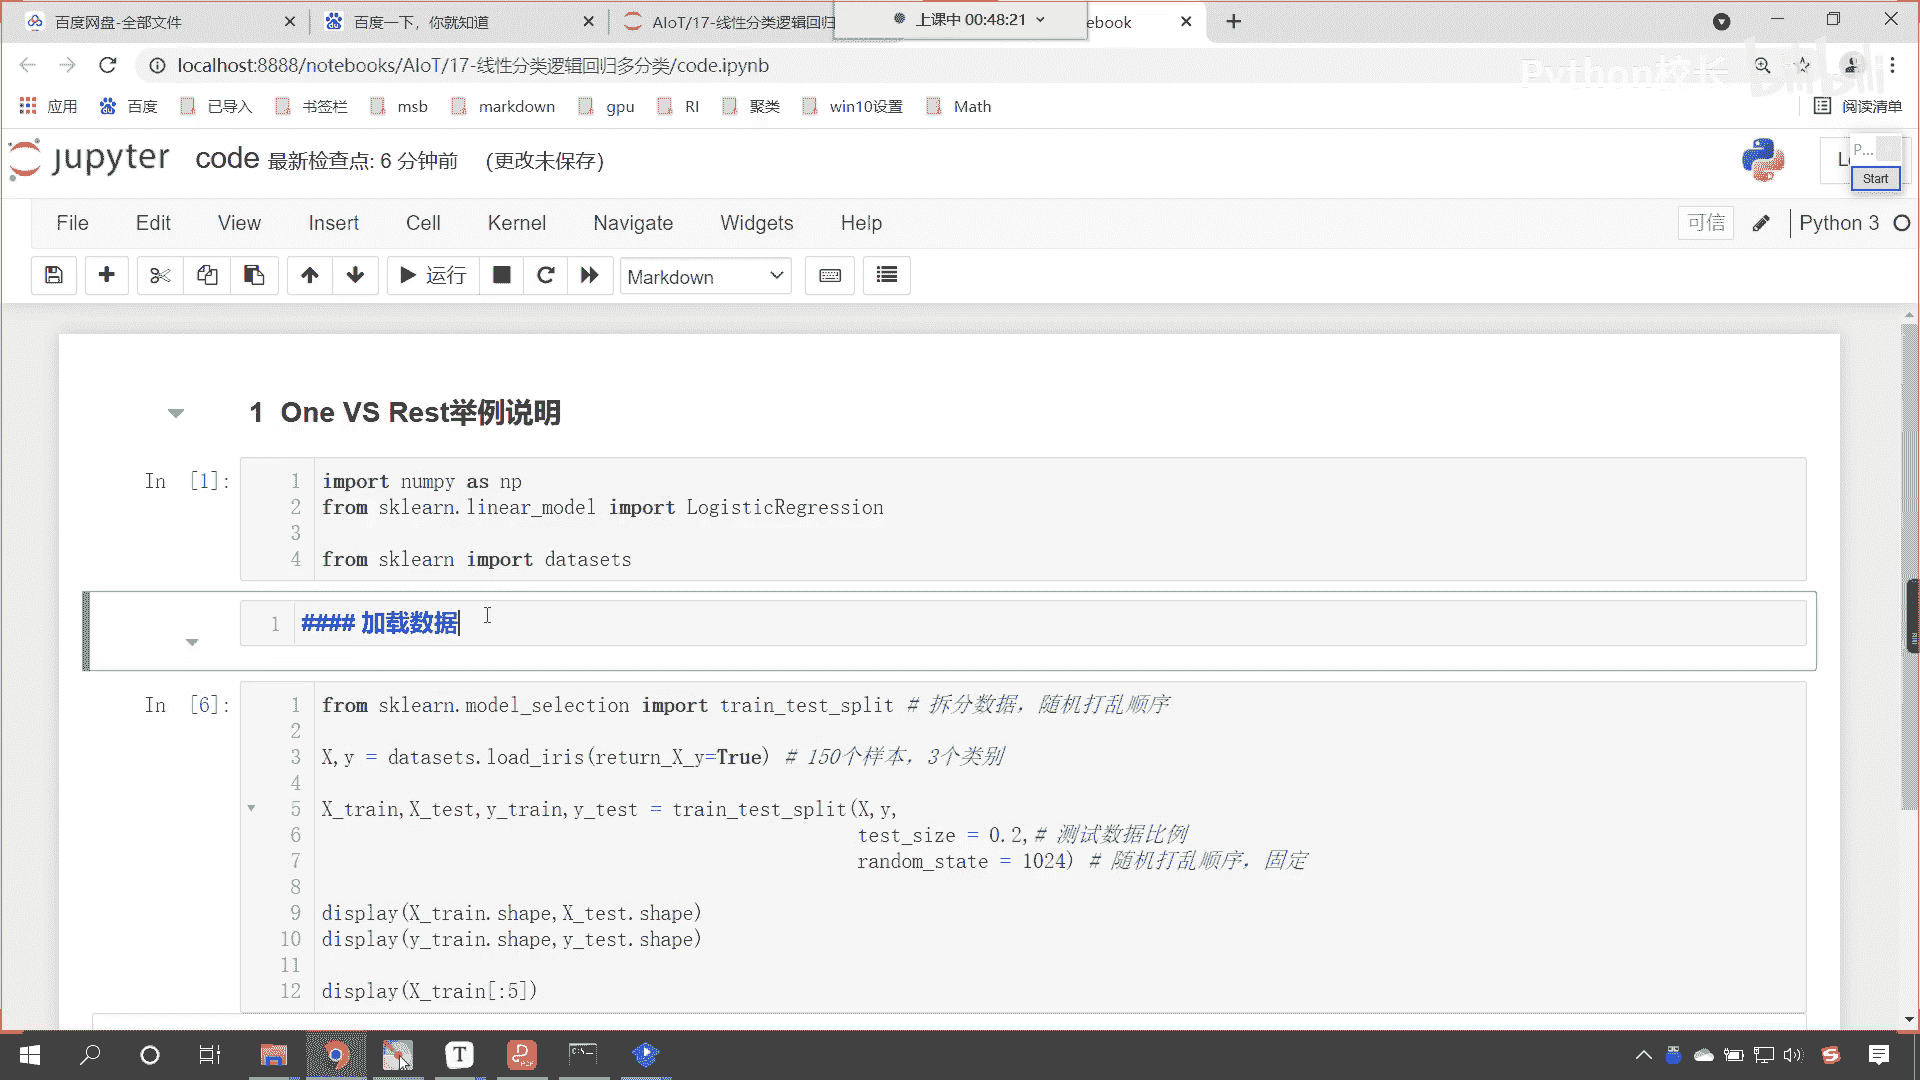 百度网盘-全部文件
百度一下，你就知道
AIoT/17-线性分类逻辑回归
上课中 00:48:21
ebook
localhost:8888/notebooks/AIoT/17-线性分类逻辑回归多分类/code.ipynb
Python校长
bilibili
应用 百度 已导入 书签栏 msb markdown gpu RI 聚类 win10设置 Math 阅读清单
jupyter code 最新检查点: 6 分钟前 (更改未保存)
P...
Start
File Edit View Insert Cell Kernel Navigate Widgets Help 可信 Python 3
运行 Markdown
1 One VS Rest举例说明
In [1]:
1 import numpy as np
2 from sklearn.linear_model import LogisticRegression
3
4 from sklearn import datasets
1 #### 加载数据
In [6]:
1 from sklearn.model_selection import train_test_split # 拆分数据，随机打乱顺序
2
3 X,y = datasets.load_iris(return_X_y=True) # 150个样本，3个类别
4
5 X_train,X_test,y_train,y_test = train_test_split(X,y,
6 test_size = 0.2,# 测试数据比例
7 random_state = 1024) # 随机打乱顺序，固定
8
9 display(X_train.shape,X_test.shape)
10 display(y_train.shape,y_test.shape)
11
12 display(X_train[:5])